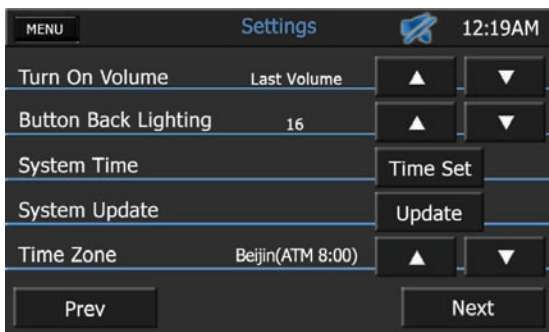 MENU Settings 12:19AM
Turn On Volume Last Volume
Button Back Lighting 16
System Time Time Set
System Update Update
Time Zone Beijin(ATM 8:00)
Prev Next